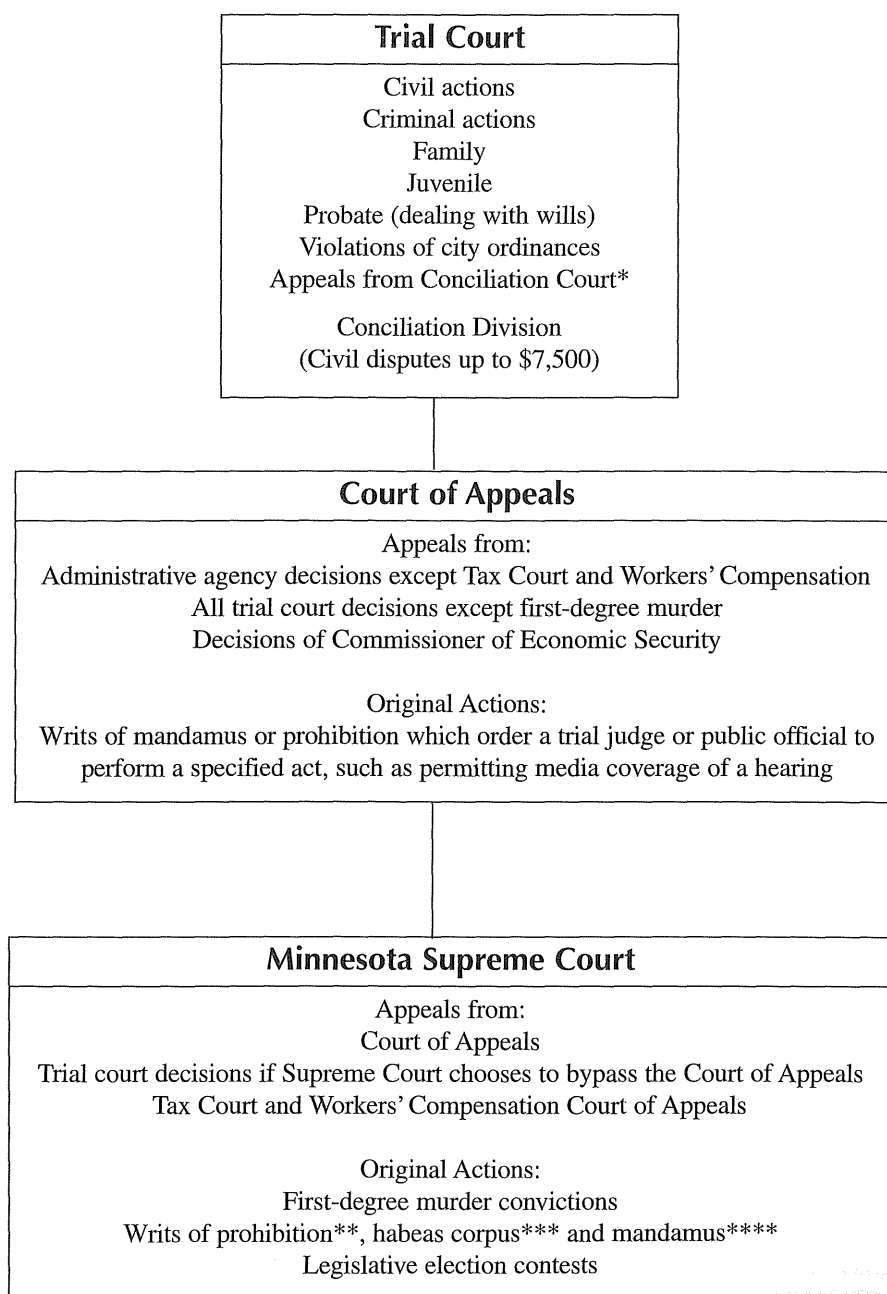 Trial Court
Civil actions
Criminal actions
Family
Juvenile
Probate (dealing with wills)
Violations of city ordinances
Appeals from Conciliation Court*
Conciliation Division
(Civil disputes up to $7,500)
Court of Appeals
Appeals from:
Administrative agency decisions except Tax Court and Workers' Compensation
All trial court decisions except first-degree murder
Decisions of Commissioner of Economic Security
Original Actions:
Writs of mandamus or prohibition which order a trial judge or public official to
perform a specified act, such as permitting media coverage of a hearing
Minnesota Supreme Court
Appeals from:
Court of Appeals
Trial court decisions if Supreme Court chooses to bypass the Court of Appeals
Tax Court and Workers' Compensation Court of Appeals
Original Actions:
First-degree murder convictions
Writs of prohibition**, habeas corpus*** and mandamus****
Legislative election contests